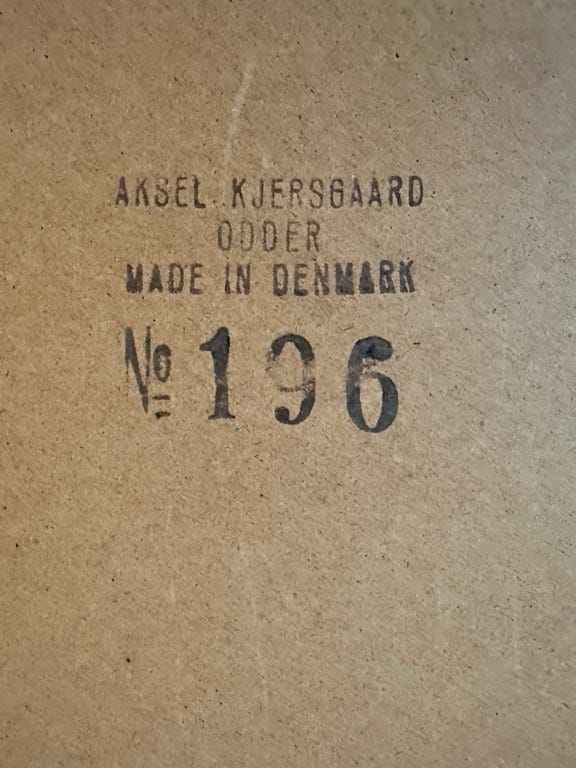 AKSEL KJERSGAARD
ODDER
MADE IN DENMARK
№ 196